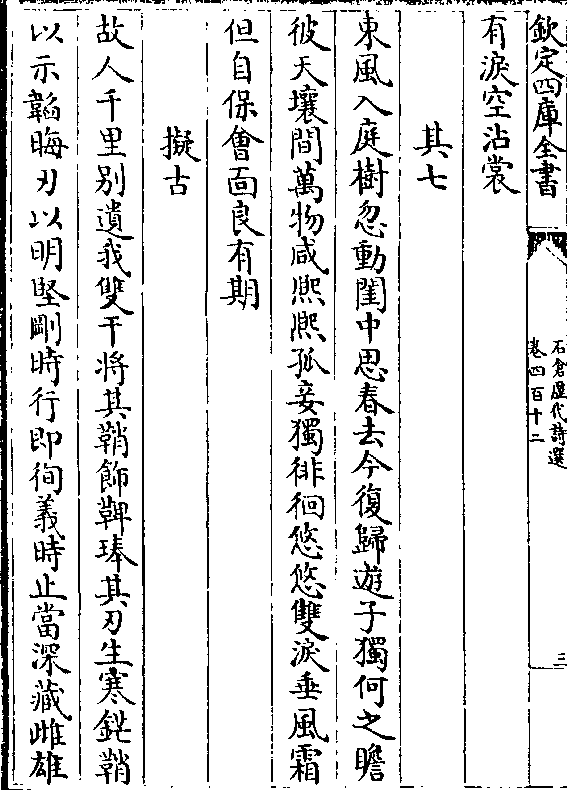 欽定四庫全書
石倉歷代詩選
卷四百十二
三
有淚空沾裳
其七
東風入庭樹忽動閨中思春去今復歸遊子獨何之瞻
彼天壤間萬物咸熙熙孤妾獨徘徊悠悠雙淚垂風霜
但自保會面良有期
擬古
故人千里别遺我雙干將其鞘飾鞞琫其刃生寒鋩鞘
以示韜晦刃以明堅剛時行即徇義時止當深藏雌雄